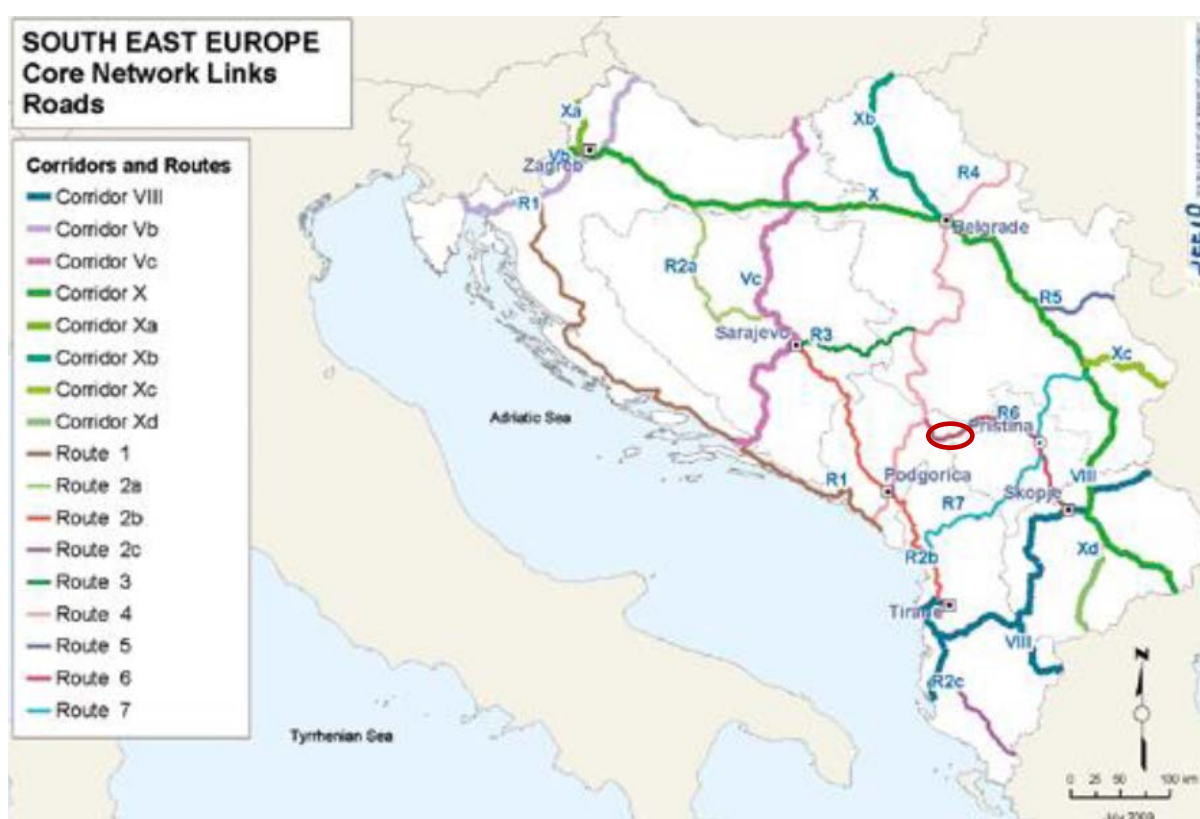 SOUTH EAST EUROPE
Core Network Links
Roads
Corridors and Routes
Corridor VIII
Corridor Vb
Corridor Vc
Corridor X
Corridor Xa
Corridor Xb
Corridor Xc
Corridor Xd
Route 1
Route 2a
Route 2b
Route 2c
Route 3
Route 4
Route 5
Route 6
Route 7
Xa
Xb
Vb
Zagreb
R4
X
R1
Belgrade
R2a
Vc
R5
Sarajevo
R3
Xc
Adriatic Sea
R6
Pristina
Podgorica
R1
VIII
Skopje
R7
Xd
R2b
Tirane
VIII
R2c
N
Tyrrhenian Sea
0 25 50 100 km
July 2009